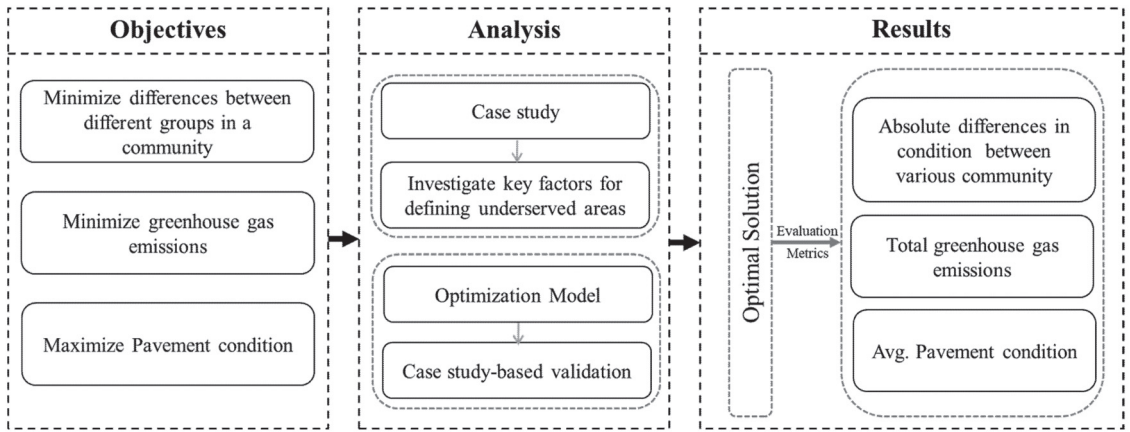 Objectives
Minimize differences between
different groups in a
community
Minimize greenhouse gas
emissions
Maximize Pavement condition
Analysis
Case study
Investigate key factors for
defining underserved areas
Optimization Model
Case study-based validation
Results
Optimal Solution
Evaluation
Metrics
Absolute differences in
condition between
various community
Total greenhouse gas
emissions
Avg. Pavement condition